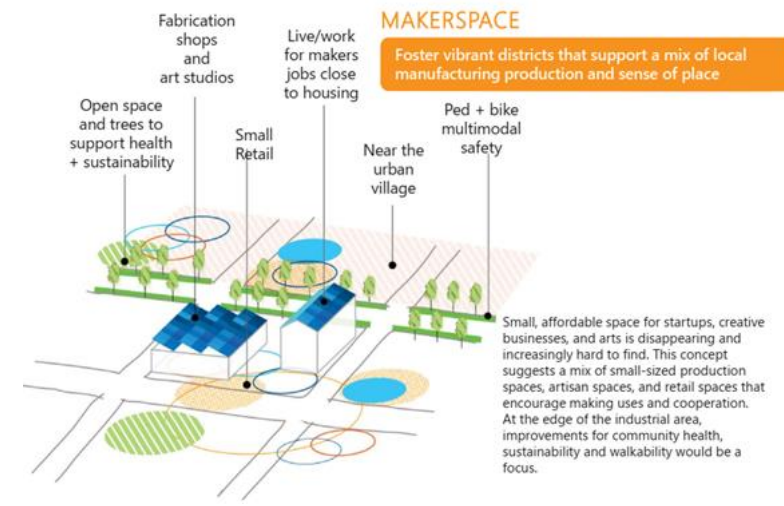 MAKERSPACE
Foster vibrant districts that support a mix of local
manufacturing production and sense of place
Fabrication
shops
and
art studios
Live/work
for makers
jobs close
to housing
Open space
and trees to
support health
+ sustainability
Small
Retail
Near the
urban
village
Ped + bike
multimodal
safety
Small, affordable space for startups, creative
businesses, and arts is disappearing and
increasingly hard to find. This concept
suggests a mix of small-sized production
spaces, artisan spaces, and retail spaces that
encourage making uses and cooperation.
At the edge of the industrial area,
improvements for community health,
sustainability and walkability would be a
focus.